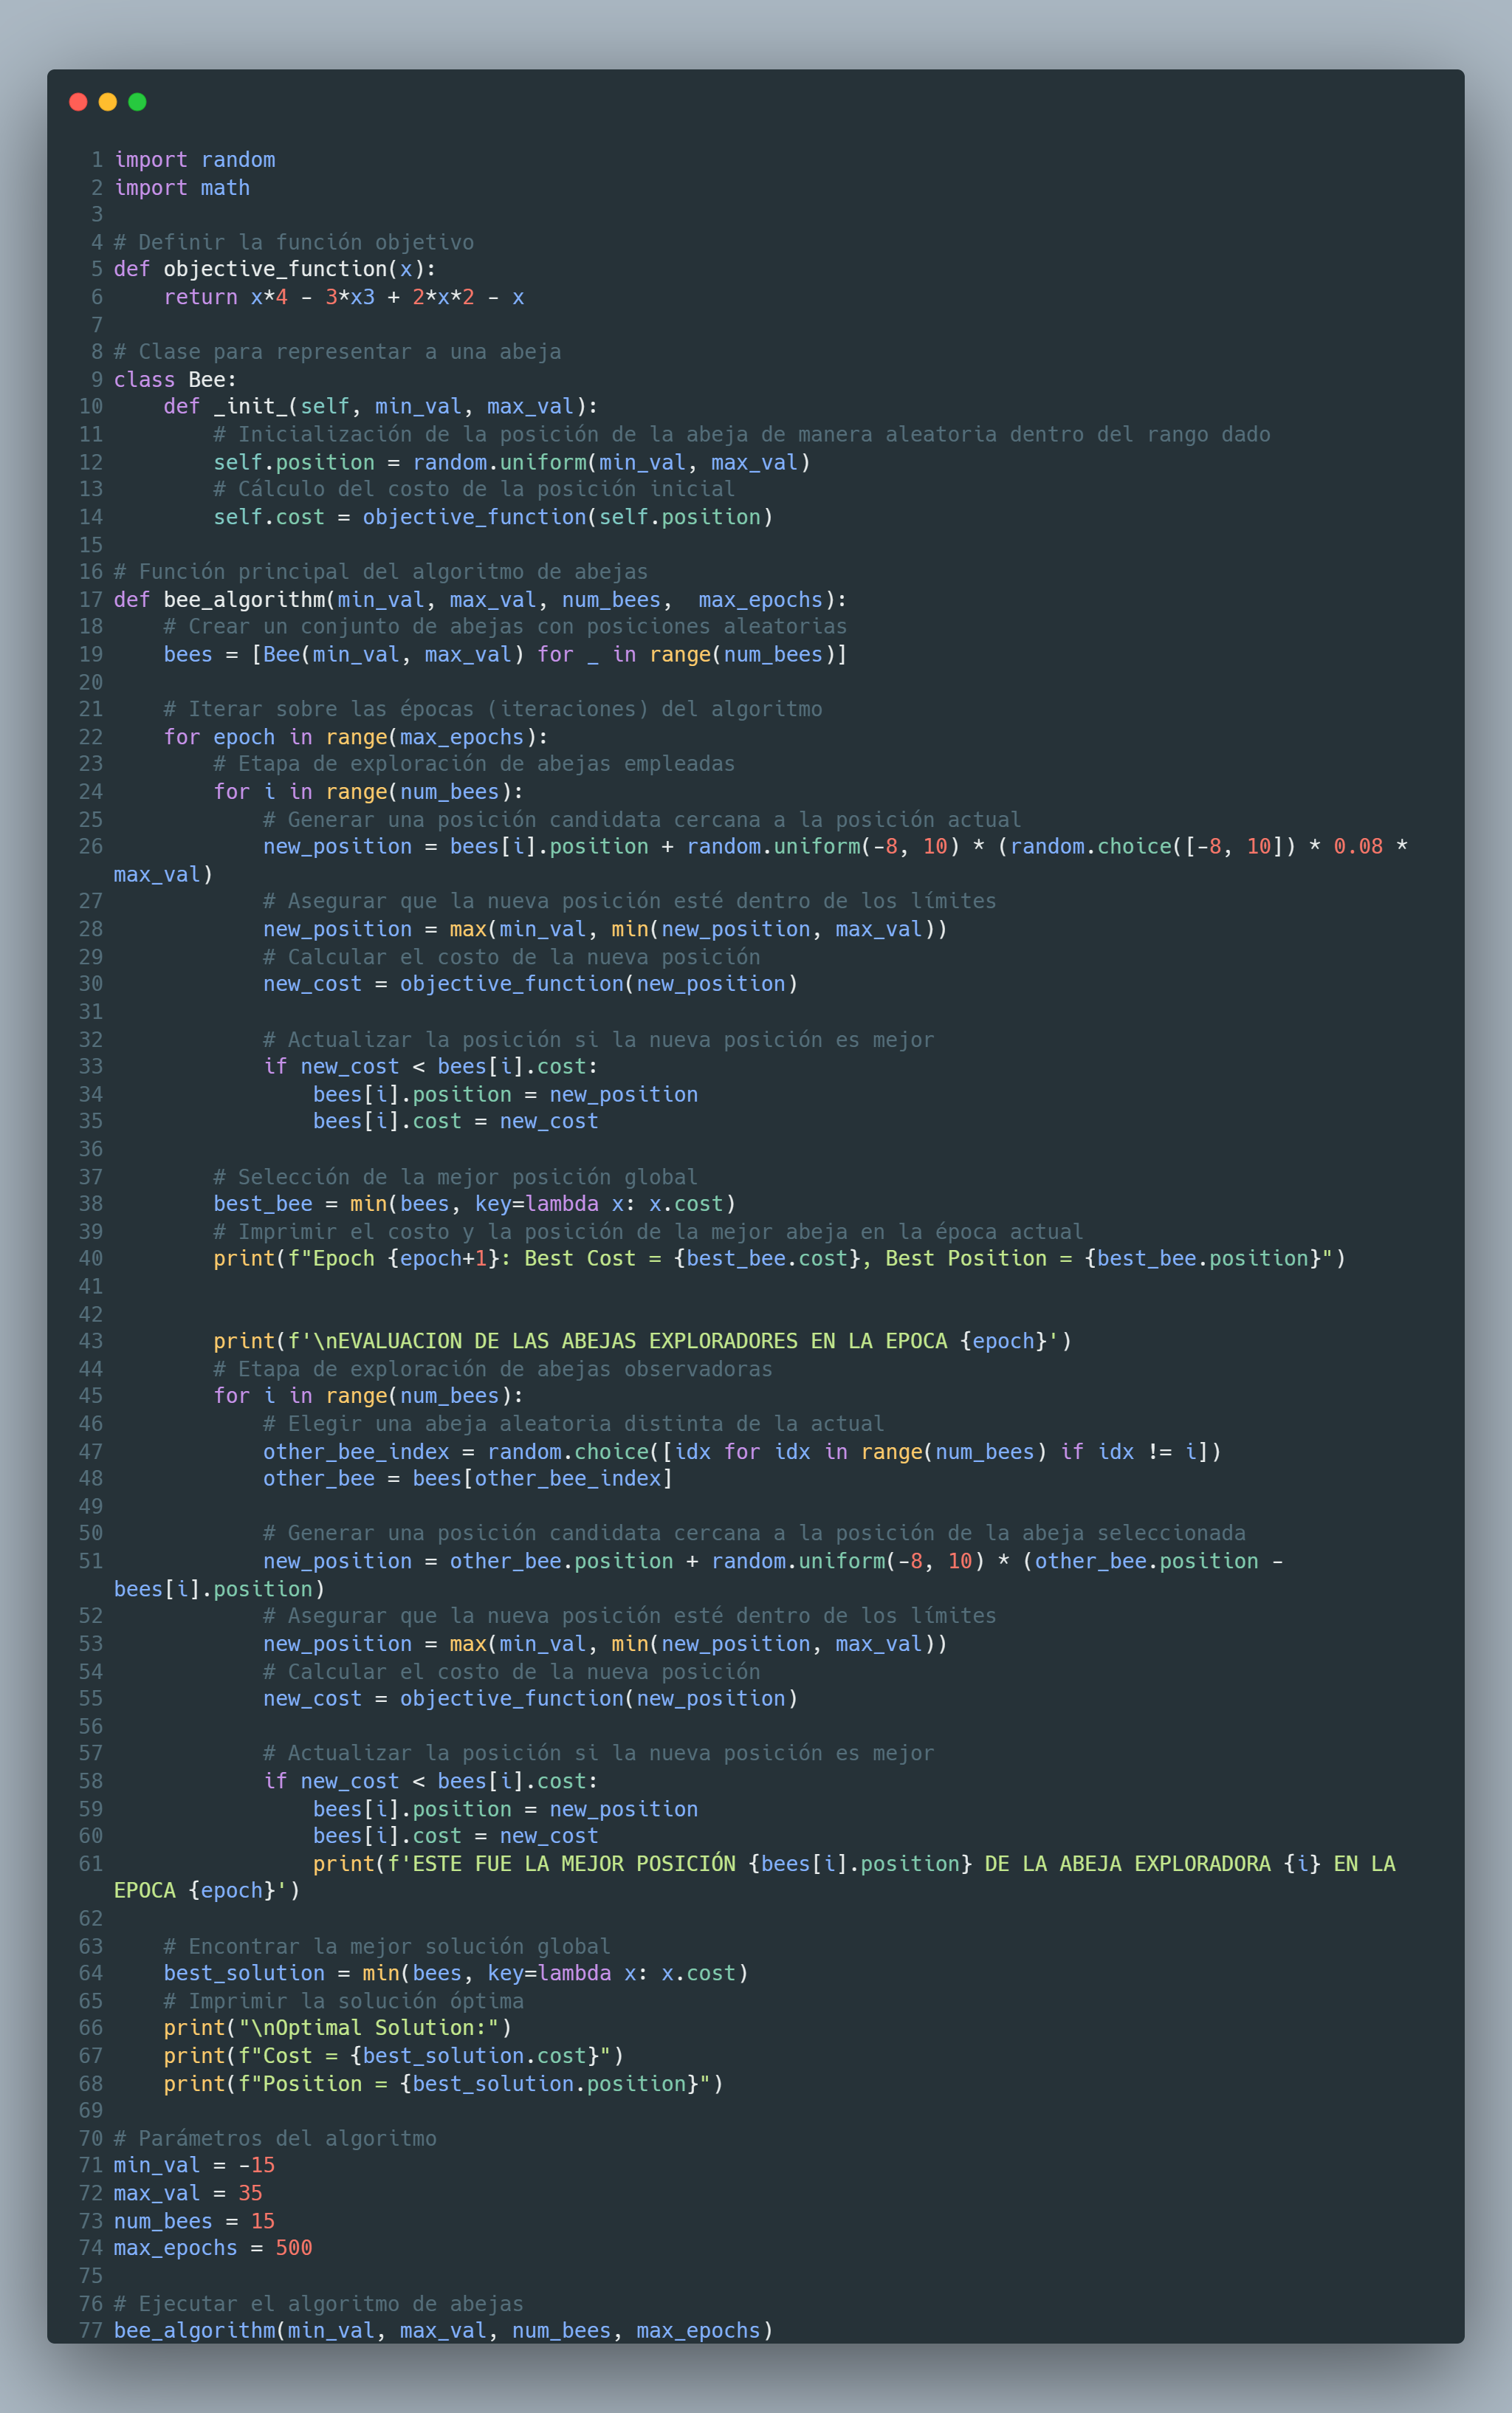 1 import random
2 import math
3
4 # Definir la función objetivo
5 def objective_function(x):
6     return x*4 - 3*x3 + 2*x*2 - x
7
8 # Clase para representar a una abeja
9 class Bee:
10     def _init_(self, min_val, max_val):
11         # Inicialización de la posición de la abeja de manera aleatoria dentro del rango dado
12         self.position = random.uniform(min_val, max_val)
13         # Cálculo del costo de la posición inicial
14         self.cost = objective_function(self.position)
15
16 # Función principal del algoritmo de abejas
17 def bee_algorithm(min_val, max_val, num_bees,  max_epochs):
18     # Crear un conjunto de abejas con posiciones aleatorias
19     bees = [Bee(min_val, max_val) for _ in range(num_bees)]
20
21     # Iterar sobre las épocas (iteraciones) del algoritmo
22     for epoch in range(max_epochs):
23         # Etapa de exploración de abejas empleadas
24         for i in range(num_bees):
25             # Generar una posición candidata cercana a la posición actual
26             new_position = bees[i].position + random.uniform(-8, 10) * (random.choice([-8, 10]) * 0.08 *
max_val)
27             # Asegurar que la nueva posición esté dentro de los límites
28             new_position = max(min_val, min(new_position, max_val))
29             # Calcular el costo de la nueva posición
30             new_cost = objective_function(new_position)
31
32             # Actualizar la posición si la nueva posición es mejor
33             if new_cost < bees[i].cost:
34                 bees[i].position = new_position
35                 bees[i].cost = new_cost
36
37         # Selección de la mejor posición global
38         best_bee = min(bees, key=lambda x: x.cost)
39         # Imprimir el costo y la posición de la mejor abeja en la época actual
40         print(f"Epoch {epoch+1}: Best Cost = {best_bee.cost}, Best Position = {best_bee.position}")
41
42
43         print(f'\nEVALUACION DE LAS ABEJAS EXPLORADORES EN LA EPOCA {epoch}')
44         # Etapa de exploración de abejas observadoras
45         for i in range(num_bees):
46             # Elegir una abeja aleatoria distinta de la actual
47             other_bee_index = random.choice([idx for idx in range(num_bees) if idx != i])
48             other_bee = bees[other_bee_index]
49
50             # Generar una posición candidata cercana a la posición de la abeja seleccionada
51             new_position = other_bee.position + random.uniform(-8, 10) * (other_bee.position -
bees[i].position)
52             # Asegurar que la nueva posición esté dentro de los límites
53             new_position = max(min_val, min(new_position, max_val))
54             # Calcular el costo de la nueva posición
55             new_cost = objective_function(new_position)
56
57             # Actualizar la posición si la nueva posición es mejor
58             if new_cost < bees[i].cost:
59                 bees[i].position = new_position
60                 bees[i].cost = new_cost
61                 print(f'ESTE FUE LA MEJOR POSICIÓN {bees[i].position} DE LA ABEJA EXPLORADORA {i} EN LA
EPOCA {epoch}')
62
63     # Encontrar la mejor solución global
64     best_solution = min(bees, key=lambda x: x.cost)
65     # Imprimir la solución óptima
66     print("\nOptimal Solution:")
67     print(f"Cost = {best_solution.cost}")
68     print(f"Position = {best_solution.position}")
69
70 # Parámetros del algoritmo
71 min_val = -15
72 max_val = 35
73 num_bees = 15
74 max_epochs = 500
75
76 # Ejecutar el algoritmo de abejas
77 bee_algorithm(min_val, max_val, num_bees, max_epochs)